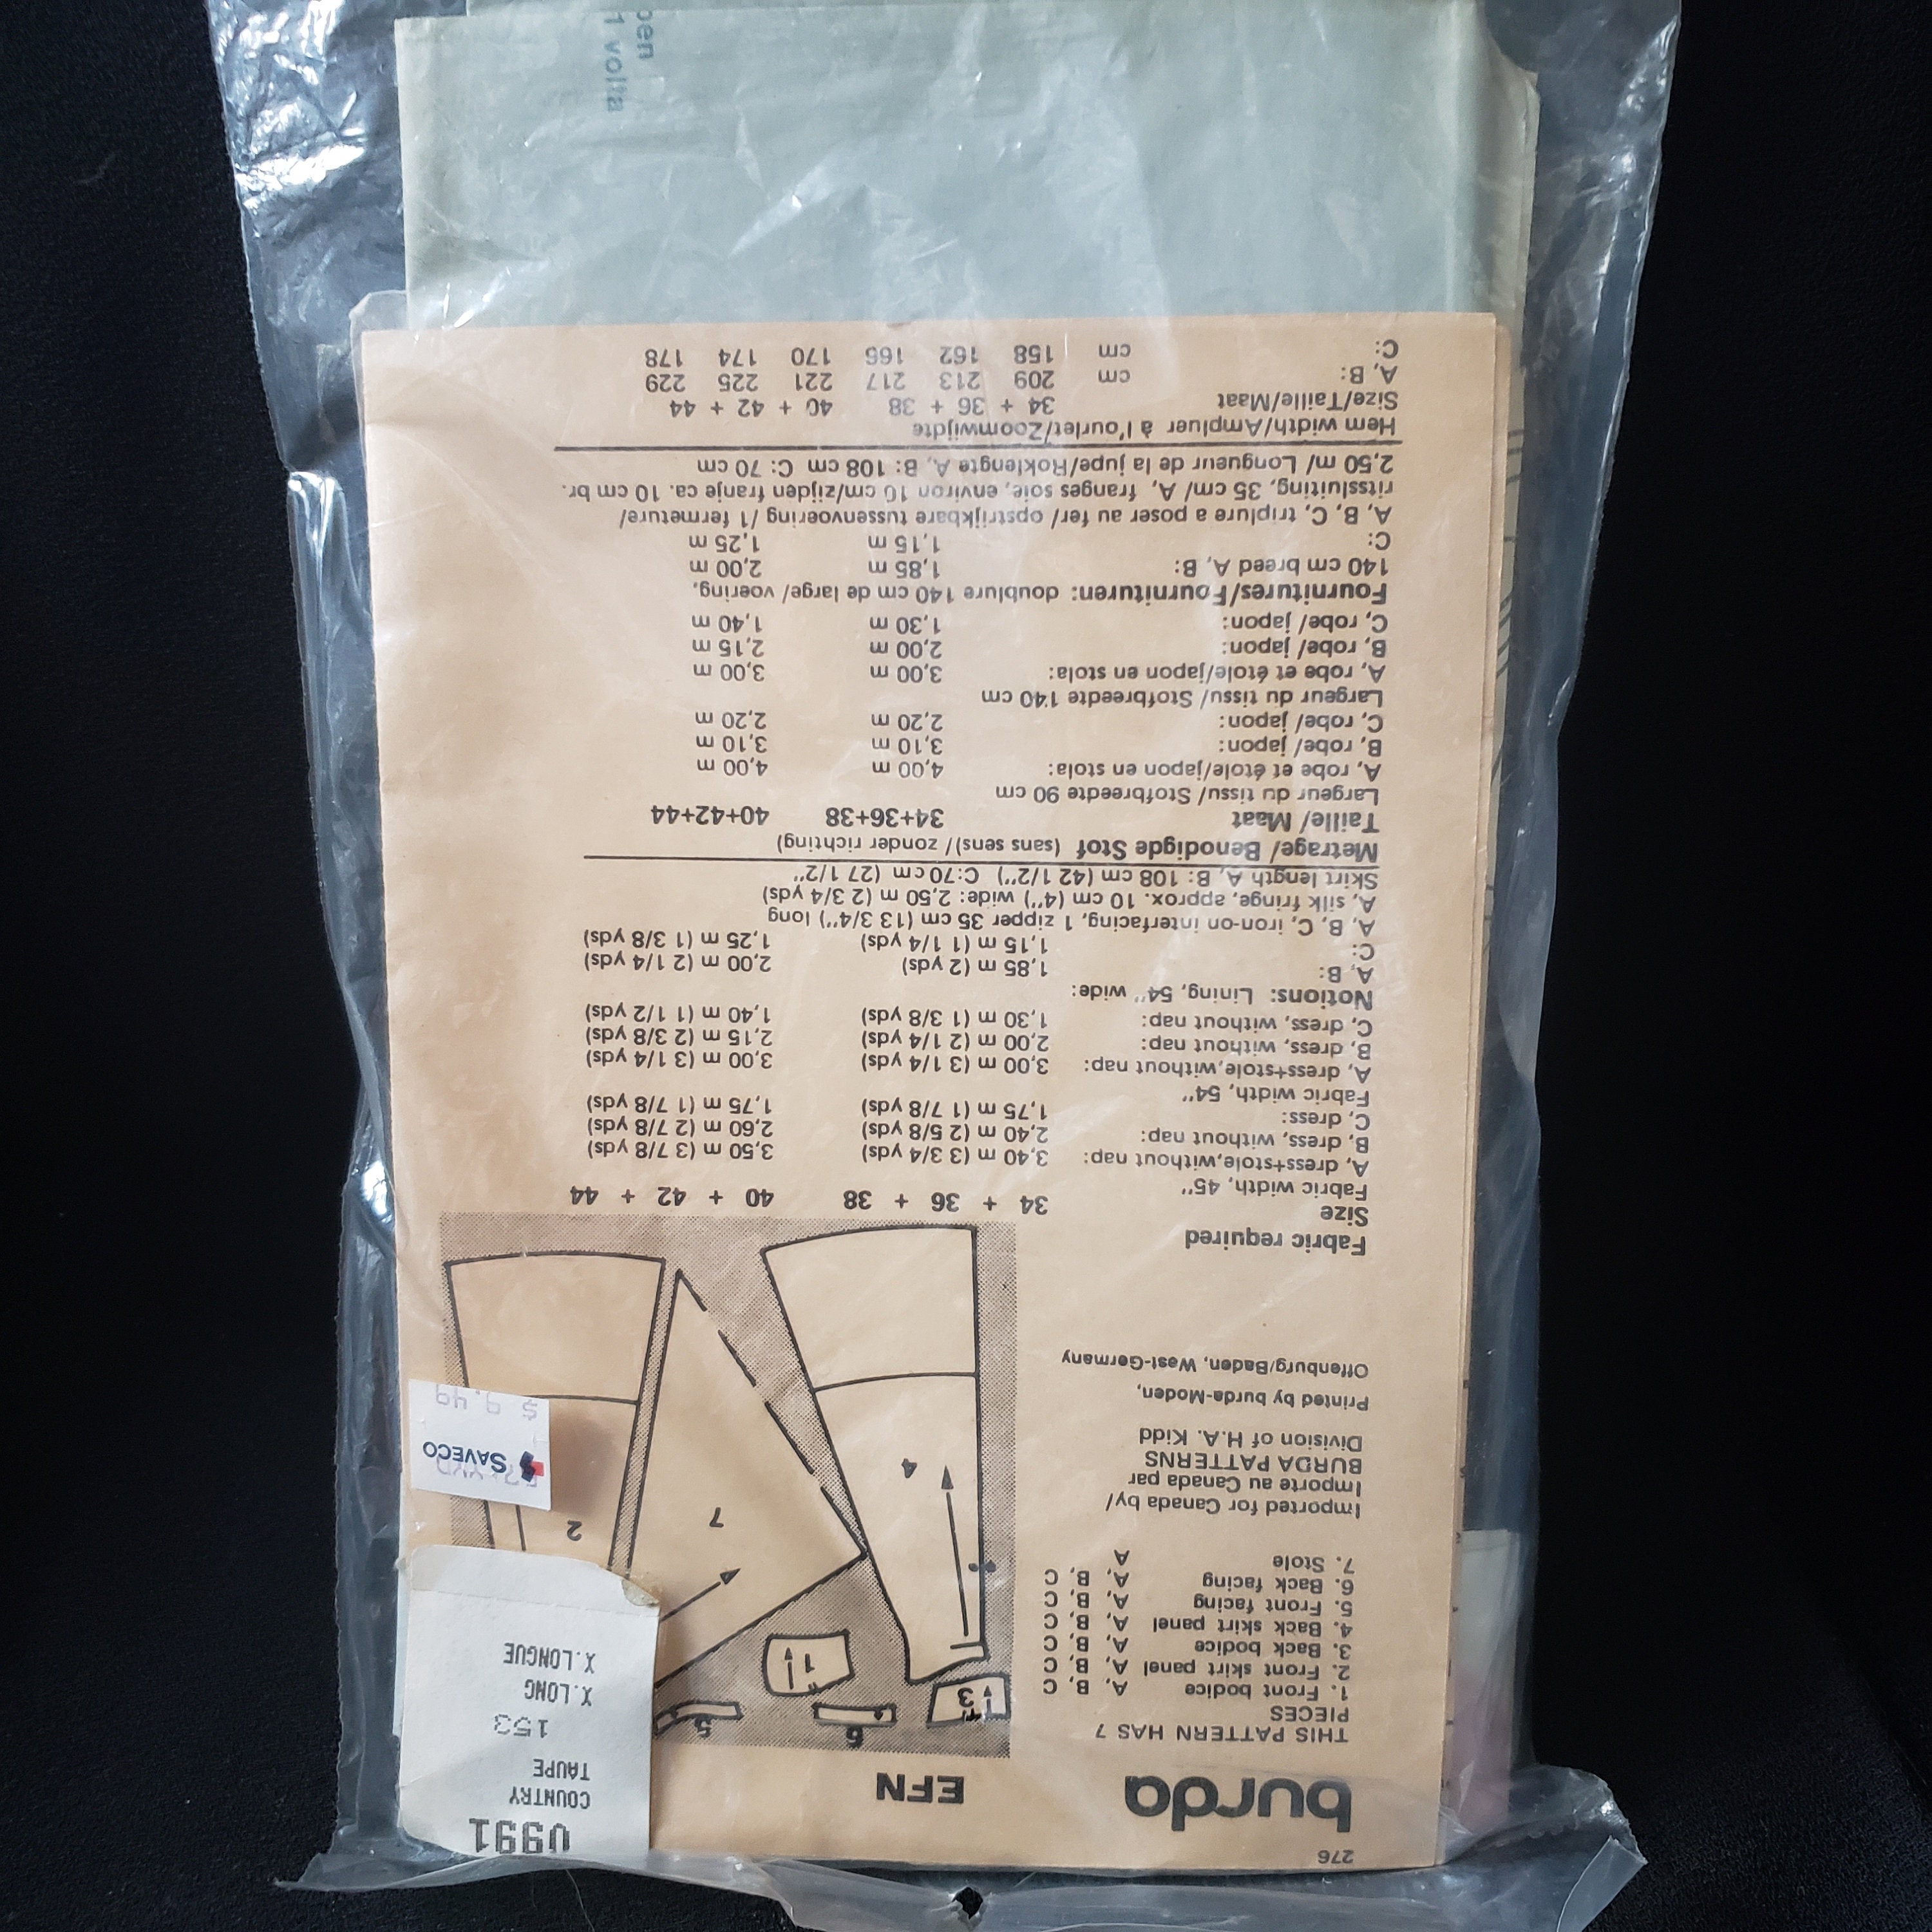 276
burda EFN
THIS PATTERN HAS 7
PIECES
1. Front bodice A, B, C
2. Front skirt panel A, B, C
3. Back bodice A, B, C
4. Back skirt panel A, B, C
5. Front facing A, B, C
6. Back facing A, B, C
7. Stole A
Imported for Canada by/
Importe au Canada par
BURDA PATTERNS
Division of H.A. Kidd
Printed by burda-Moden,
Offenburg/Baden, West-Germany
3
6
5
1
4
7
2
Fabric required
Size 34 + 36 + 38 40 + 42 + 44
Fabric width, 45"
A, dress+stole,without nap: 3,40 m (3 3/4 yds) 3,50 m (3 7/8 yds)
B, dress, without nap: 2,40 m (2 5/8 yds) 2,60 m (2 7/8 yds)
C, dress: 1,75 m (1 7/8 yds) 1,75 m (1 7/8 yds)
Fabric width, 54"
A, dress+stole,without nap: 3,00 m (3 1/4 yds) 3,00 m (3 1/4 yds)
B, dress, without nap: 2,00 m (2 1/4 yds) 2,15 m (2 3/8 yds)
C, dress, without nap: 1,30 m (1 3/8 yds) 1,40 m (1 1/2 yds)
Notions: Lining, 54" wide:
A, B: 1,85 m (2 yds) 2,00 m (2 1/4 yds)
C: 1,15 m (1 1/4 yds) 1,25 m (1 3/8 yds)
A, B, C, iron-on interfacing, 1 zipper 35 cm (13 3/4") long
A, silk fringe, approx. 10 cm (4") wide: 2,50 m (2 3/4 yds)
Skirt length A, B: 108 cm (42 1/2") C:70 cm (27 1/2"
Metrage/ Benodigde Stof (sans sens)/ zonder richting)
Taille/ Maat 34+36+38 40+42+44
Largeur du tissu/ Stofbreedte 90 cm
A, robe et étole/japon en stola: 4,00 m 4,00 m
B, robe/ japon: 3,10 m 3,10 m
C, robe/ japon: 2,20 m 2,20 m
Largeur du tissu/ Stofbreedte 140 cm
A, robe et étole/japon en stola: 3,00 m 3,00 m
B, robe/ japon: 2,00 m 2,15 m
C, robe/ japon: 1,30 m 1,40 m
Fournitures/Fournituren: doublure 140 cm de large/ voering,
140 cm breed A, B: 1,85 m 2,00 m
C: 1,15 m 1,25 m
A, B, C, triplure a poser au fer/ opstrijkbare tussenvoering /1 fermeture/
ritssluiting, 35 cm/ A, franges soie, environ 10 cm/zijden franje ca. 10 cm br.
2,50 m/ Longueur de la jupe/Roklengte A, B: 108 cm C: 70 cm
Hem width/Ampluer à l'ourlet/Zoomwijdte
Size/Taille/Maat 34 + 36 + 38 40 + 42 + 44
A, B: cm 209 213 217 221 225 229
C: cm 158 162 166 170 174 178
0991
COUNTRY
TAUPE
153
X.LONG
X.LONGUE
SAVECO
$ 9.49
1 volta